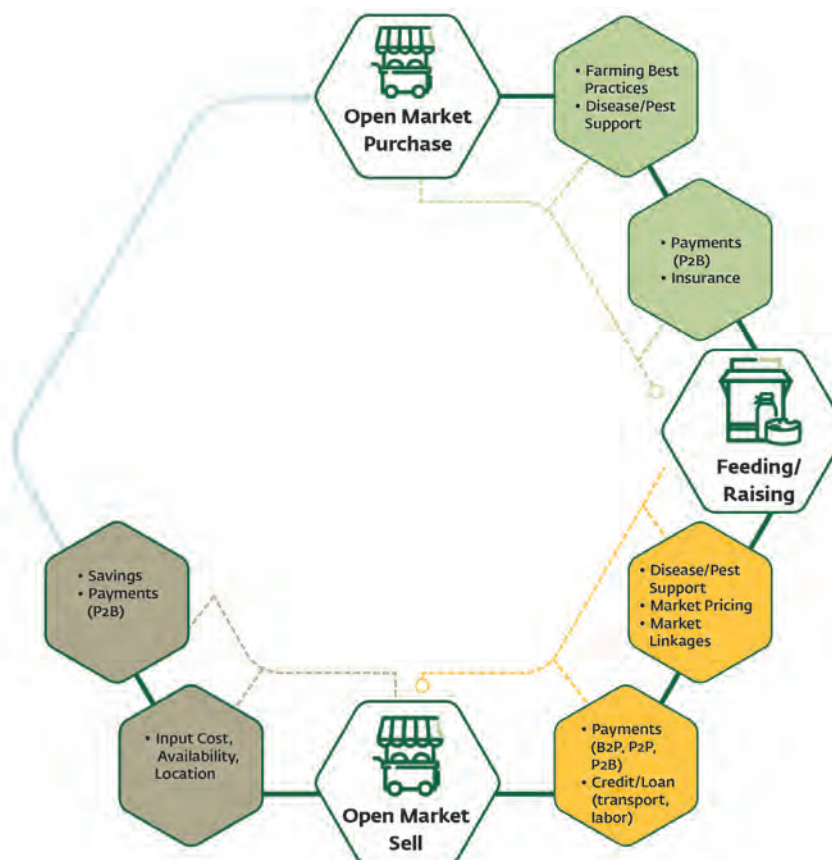 Open Market
Purchase
• Farming Best
Practices
• Disease/Pest
Support
• Payments
(P2B)
• Insurance
Feeding/
Raising
• Disease/Pest
Support
• Market Pricing
• Market
Linkages
• Payments
(B2P, P2P,
P2B)
• Credit/Loan
(transport,
labor)
Open Market
Sell
• Input Cost,
Availability,
Location
• Savings
• Payments
(P2B)